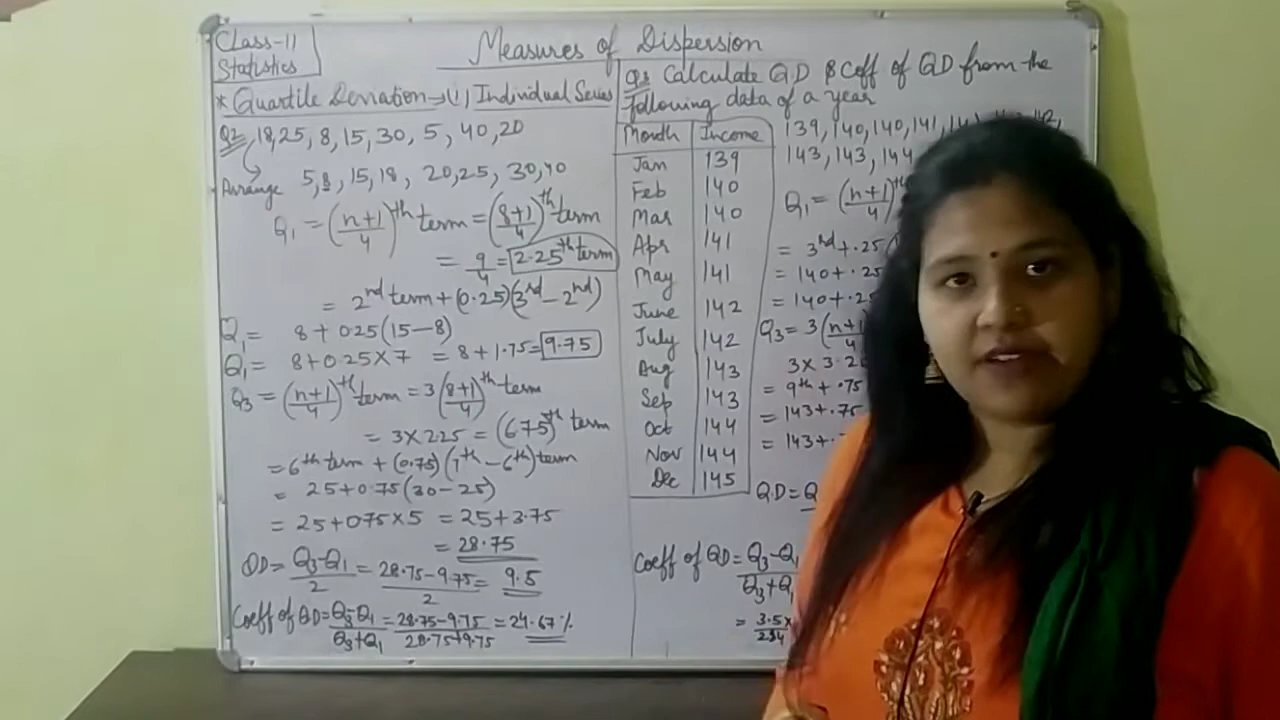 Class-11
Statistics
Measures of Dispersion
* Quartile Deviation → (1) Individual Series
Q2 18, 25, 8, 15, 30, 5, 40, 20
Arrange 5, 8, 15, 18, 20, 25, 30, 40
Q1 = (n+1/4)th term = (8+1/4)th term
= 9/4 = 2.25th term
= 2nd term + (0.25)(3rd - 2nd)
Q1 = 8 + 0.25(15-8)
Q1 = 8+0.25×7 = 8+1.75 = 9.75
Q3 = (n+1/4)th term = 3(8+1/4)th term
= 3×2.25 = (6.75)th term
= 6th term + (0.75)(7th - 6th) term
= 25+0.75(30-25)
= 25+0.75×5 = 25+3.75
= 28.75
QD = Q3-Q1/2 = 28.75-9.75/2 = 9.5
Coeff of QD = Q3-Q1/Q3+Q1 = 28.75-9.75/28.75+9.75 = 24.67%
Q3 Calculate QD & Coff of QD from the
following data of a year
Month Income
Jan 139
Feb 140
Mar 140
Apr 141
May 141
June 142
July 142
Aug 143
Sep 143
Oct 144
Nov 144
Dec 145
139, 140, 140, 141,
143, 143, 144
Q1 = (n+1/4)th
= 3rd + .25
= 140+.25
= 140+.25
Q3 = 3(n+1/4
3×3.2
= 9th + .75
= 143+.75
= 143+.
Q.D = Q
Coeff of QD = Q3-Q1/Q3+Q1
= 3.5×/284